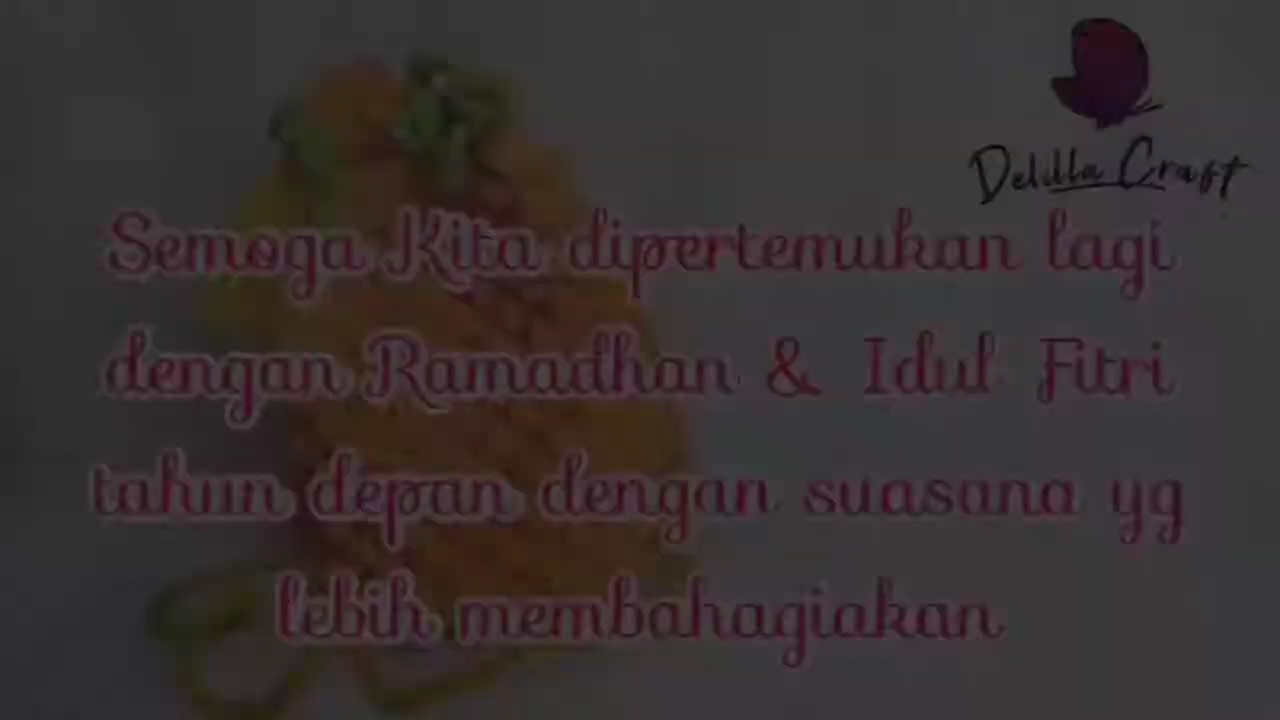 Delilla Craft
Semoga Kita dipertemukan lagi
dengan Ramadhan & Idul Fitri
tahun depan dengan suasana yg
lebih membahagiakan